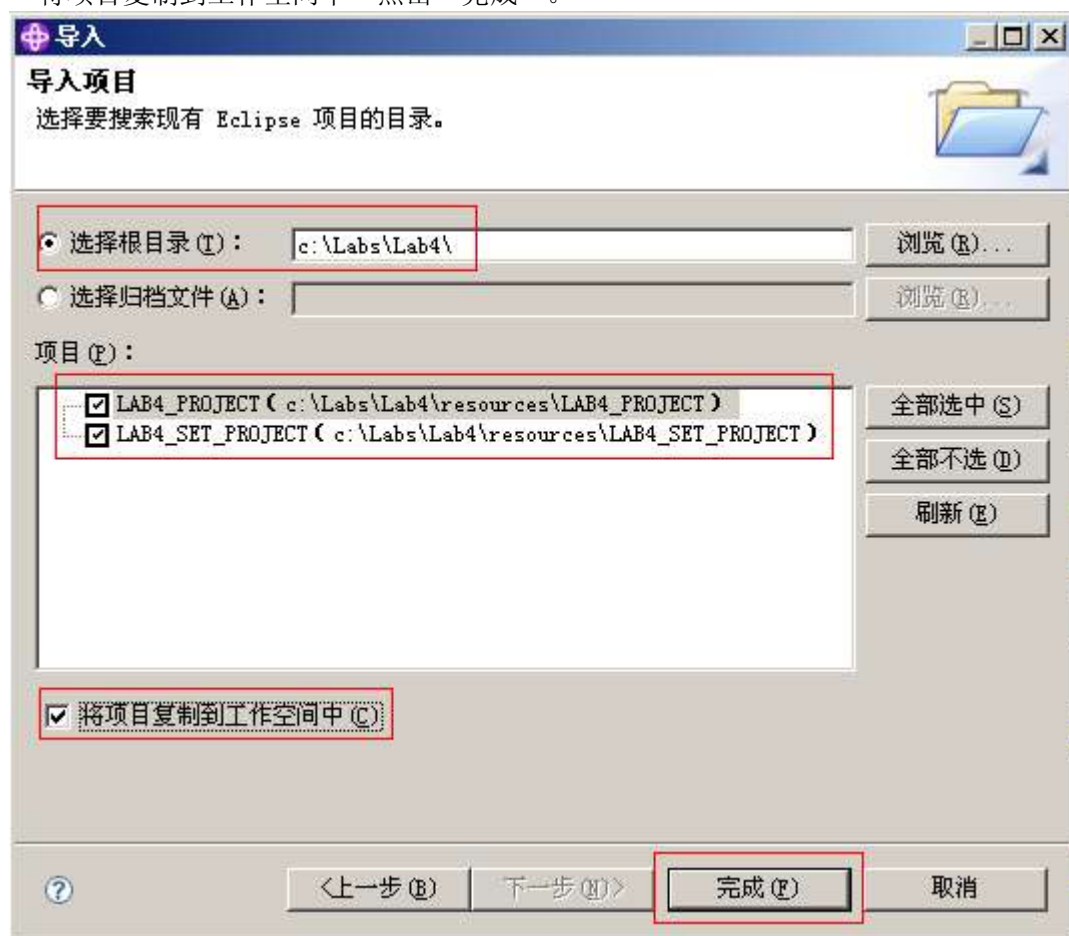 将项目复制到工作空间中 点击 完成 。
导入
导入项目
选择要搜索现有 Eclipse 项目的目录。
选择根目录(T)： c:\Labs\Lab4\ 浏览(R)...
选择归档文件(A)： 浏览(R)...
项目(P)：
LAB4_PROJECT ( c:\Labs\Lab4\resources\LAB4_PROJECT ) 全部选中(S)
LAB4_SET_PROJECT ( c:\Labs\Lab4\resources\LAB4_SET_PROJECT )
全部不选(D)
刷新(E)
将项目复制到工作空间中(C)
<上一步(B) 下一步(N)> 完成(F) 取消